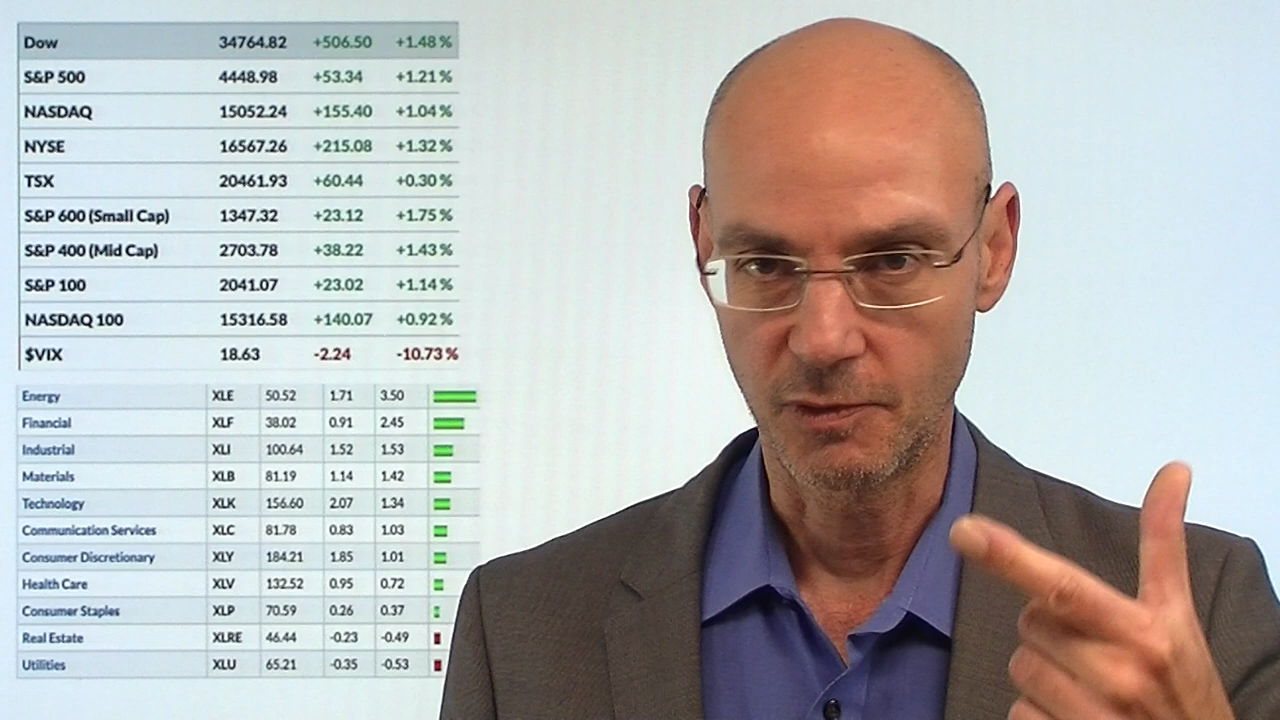 Dow 34764.82 +506.50 +1.48%
S&P 500 4448.98 +53.34 +1.21%
NASDAQ 15052.24 +155.40 +1.04%
NYSE 16567.26 +215.08 +1.32%
TSX 20461.93 +60.44 +0.30%
S&P 600 (Small Cap) 1347.32 +23.12 +1.75%
S&P 400 (Mid Cap) 2703.78 +38.22 +1.43%
S&P 100 2041.07 +23.02 +1.14%
NASDAQ 100 15316.58 +140.07 +0.92%
$VIX 18.63 -2.24 -10.73%
Energy XLE 50.52 1.71 3.50
Financial XLF 38.02 0.91 2.45
Industrial XLI 100.64 1.52 1.53
Materials XLB 81.19 1.14 1.42
Technology XLK 156.60 2.07 1.34
Communication Services XLC 81.78 0.83 1.03
Consumer Discretionary XLY 184.21 1.85 1.01
Health Care XLV 132.52 0.95 0.72
Consumer Staples XLP 70.59 0.26 0.37
Real Estate XLRE 46.44 -0.23 -0.49
Utilities XLU 65.21 -0.35 -0.53